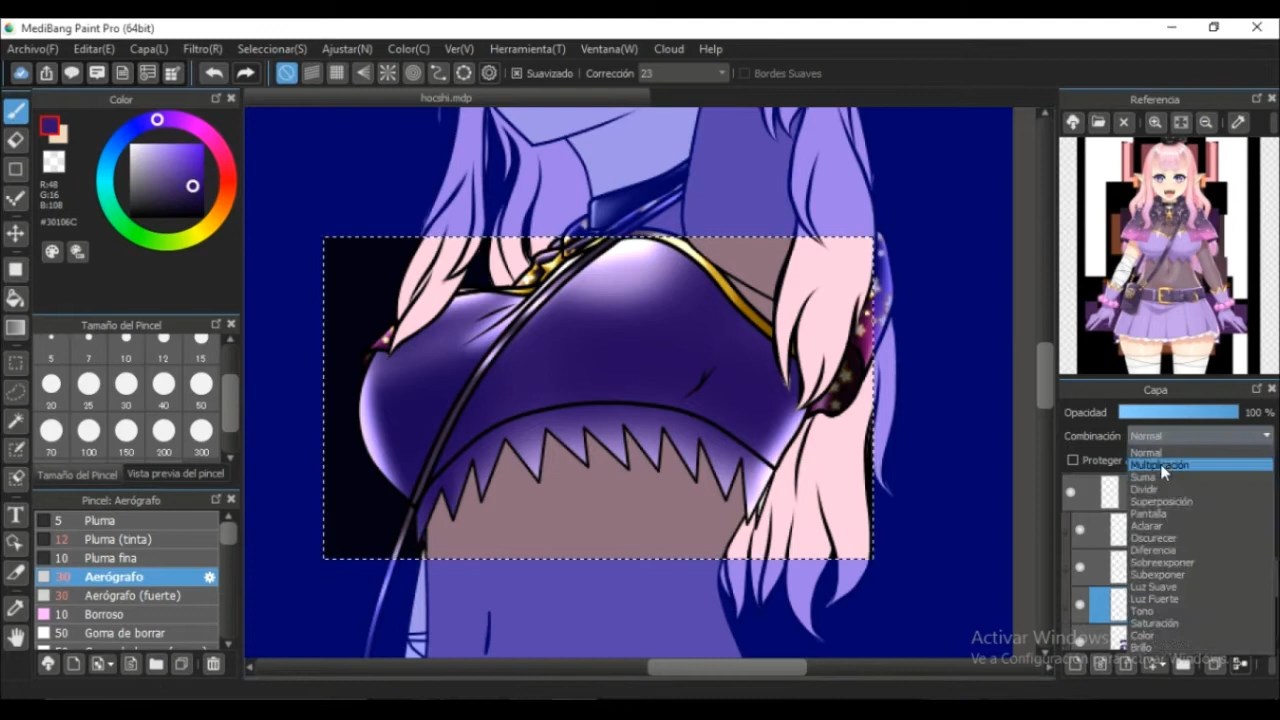 MediBang Paint Pro (64bit)
Archivo(F) Editar(E) Capa(L) Filtro(R) Seleccionar(S) Ajustar(N) Color(C) Ver(V) Herramienta(T) Ventana(W) Cloud Help
Suavizado Corrección 23 Bordes Suaves
Color
hocshi.mdp
Referencia
R:48
G:16
B:108
#30106C
Tamaño del Pincel
5 7 10 12 15
20 25 30 40 50
70 100 150 200 300
Tamaño del Pincel Vista previa del pincel
Pincel: Aerógrafo
5 Pluma
12 Pluma (tinta)
10 Pluma fina
30 Aerógrafo
30 Aerógrafo (fuerte)
10 Borroso
50 Goma de borrar
Capa
Opacidad 100 %
Combinación Normal
Proteger
Normal
Multiplicación
Suma
Dividir
Superposición
Pantalla
Aclarar
Oscurecer
Diferencia
Sobreexponer
Subexponer
Luz Suave
Luz Fuerte
Tono
Saturación
Color
Brillo
Activar Windows
Ve a Configuración para activar Windows.